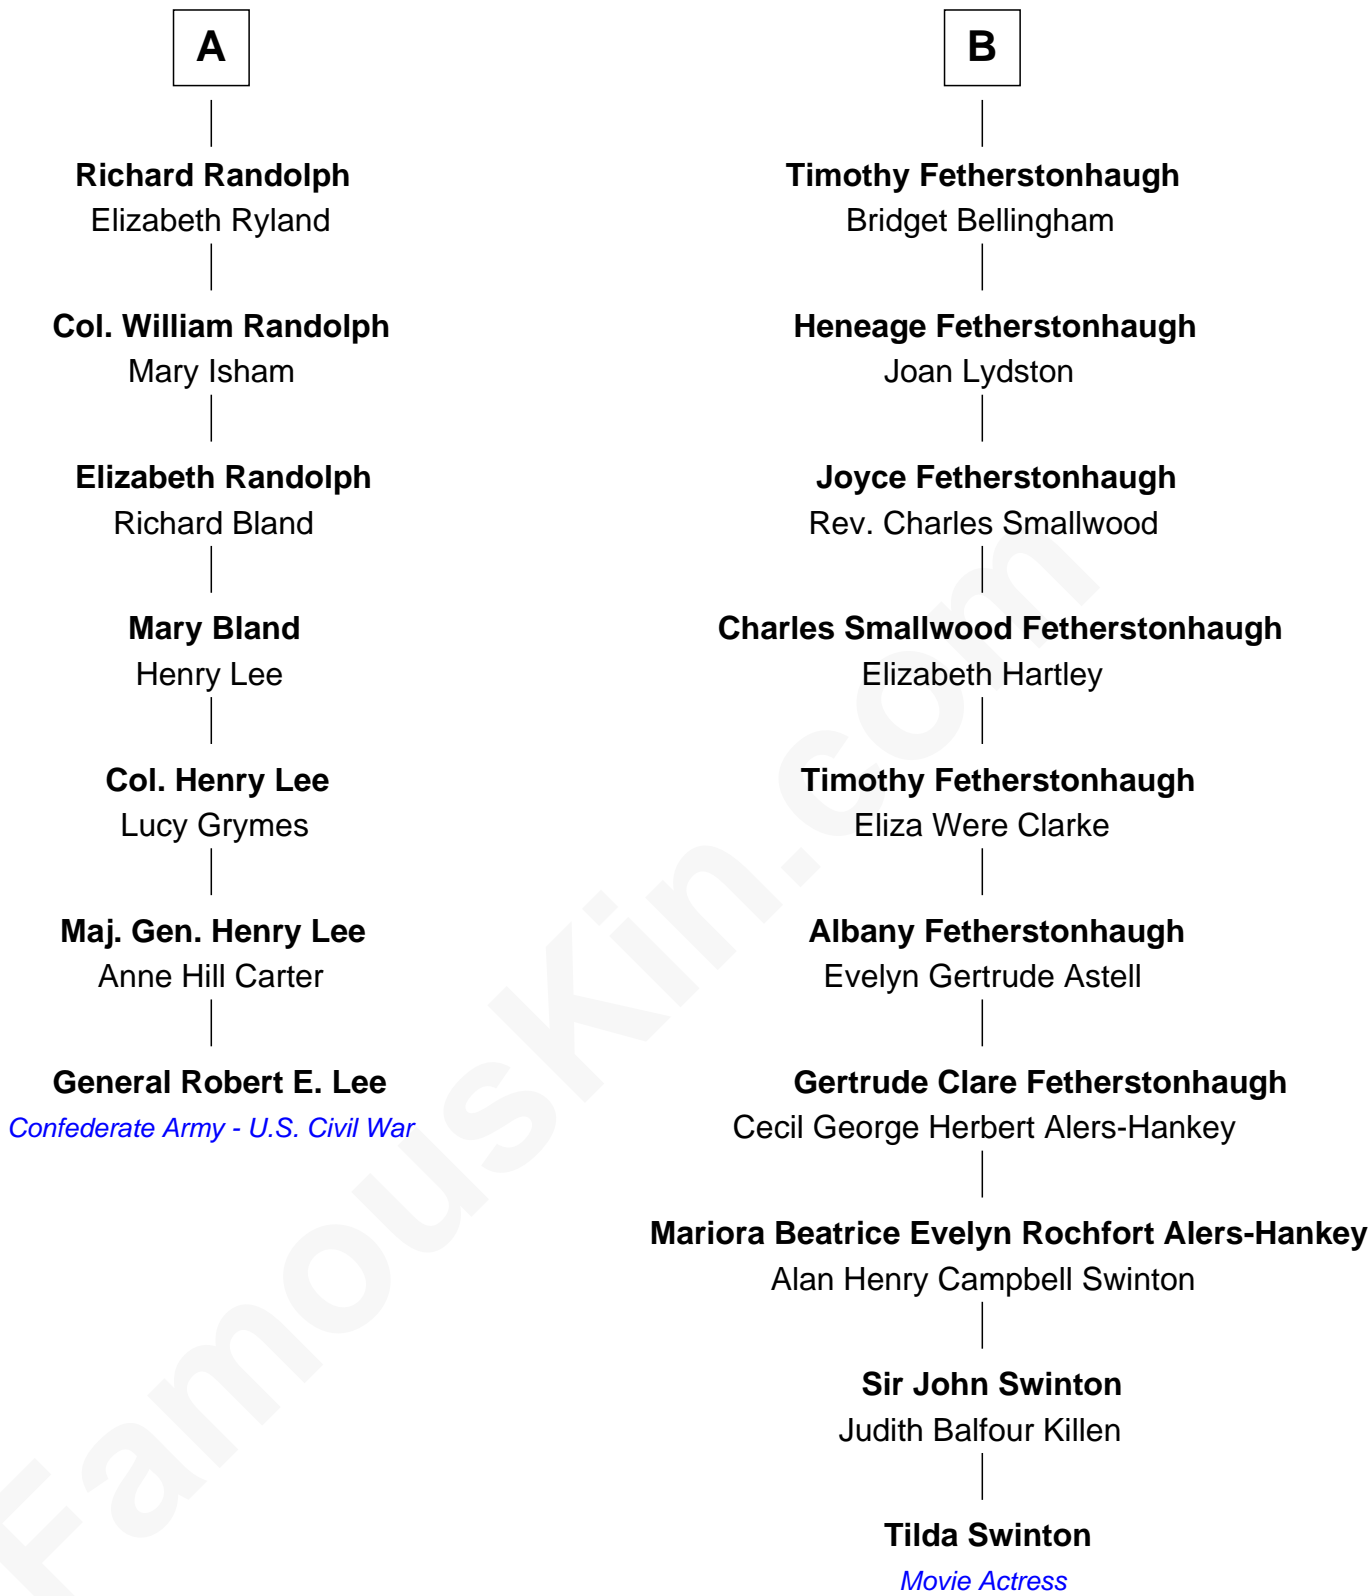 A
Richard Randolph
Elizabeth Ryland
Col. William Randolph
Mary Isham
Elizabeth Randolph
Richard Bland
Mary Bland
Henry Lee
Col. Henry Lee
Lucy Grymes
Maj. Gen. Henry Lee
Anne Hill Carter
General Robert E. Lee
Confederate Army - U.S. Civil War
B
Timothy Fetherstonhaugh
Bridget Bellingham
Heneage Fetherstonhaugh
Joan Lydston
Joyce Fetherstonhaugh
Rev. Charles Smallwood
Charles Smallwood Fetherstonhaugh
Elizabeth Hartley
Timothy Fetherstonhaugh
Eliza Were Clarke
Albany Fetherstonhaugh
Evelyn Gertrude Astell
Gertrude Clare Fetherstonhaugh
Cecil George Herbert Alers-Hankey
Mariora Beatrice Evelyn Rochfort Alers-Hankey
Alan Henry Campbell Swinton
Sir John Swinton
Judith Balfour Killen
Tilda Swinton
Movie Actress
FamousKin.com